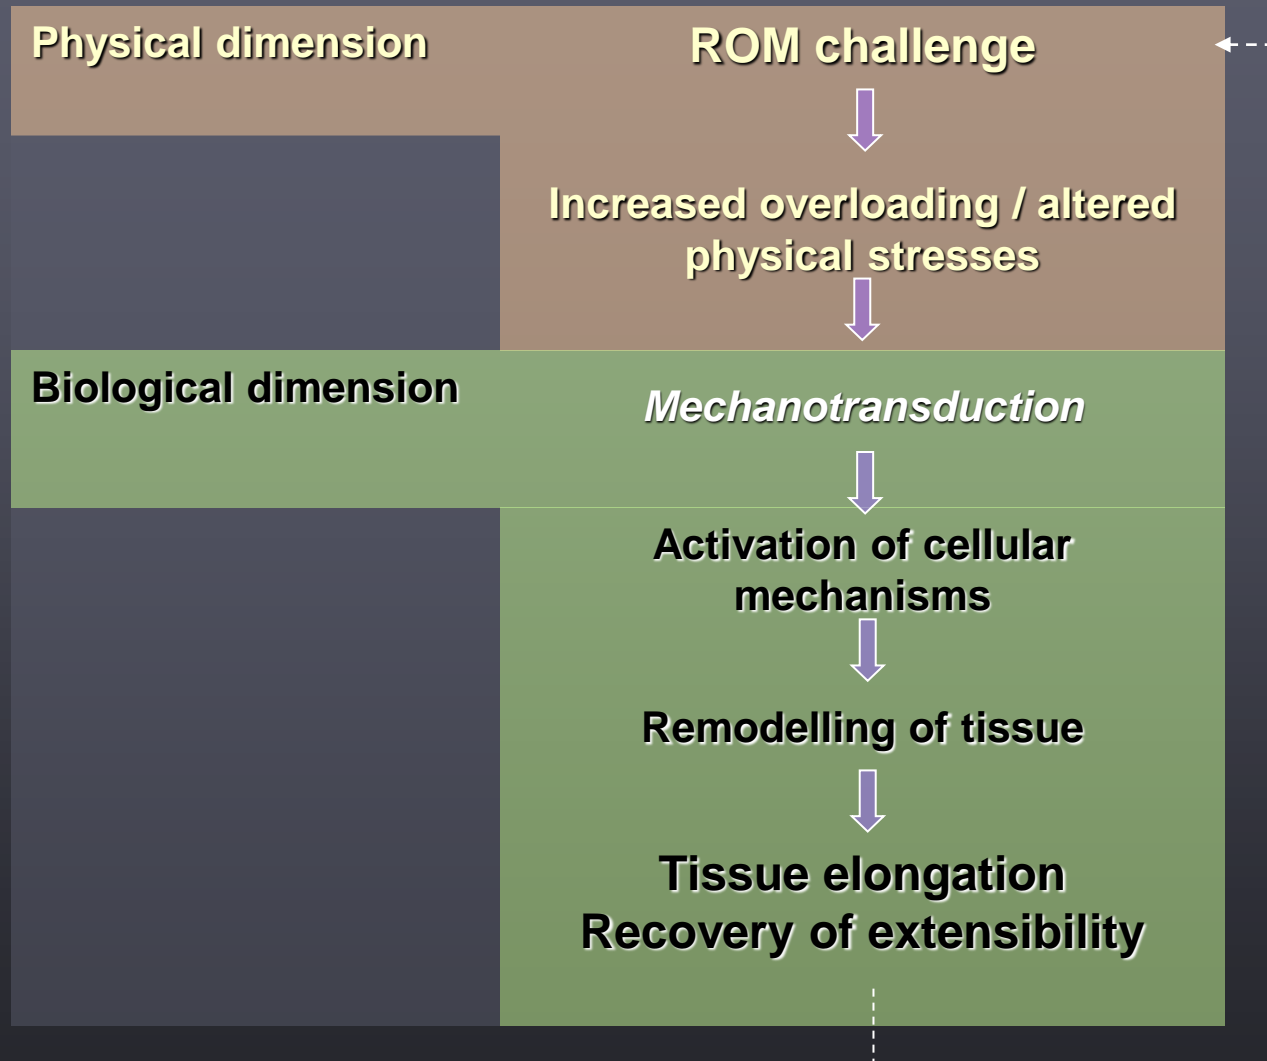 Physical dimension
ROM challenge
Increased overloading / altered
physical stresses
Biological dimension
Mechanotransduction
Activation of cellular
mechanisms
Remodelling of tissue
Tissue elongation
Recovery of extensibility